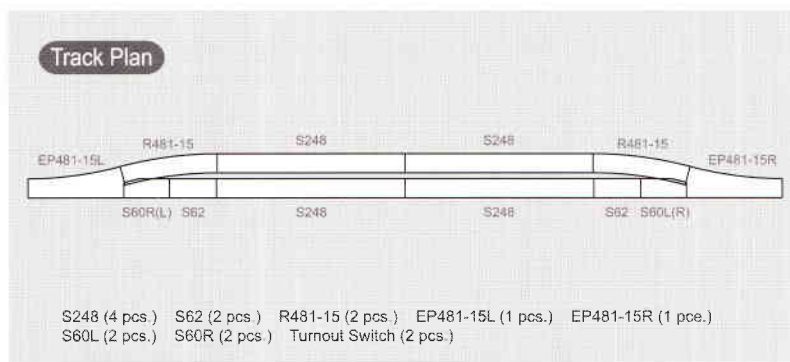 Track Plan
R481-15 S248 S248 R481-15
EP481-15L EP481-15R
S60R(L) S62 S248 S248 S62 S60L(R)
S248 (4 pcs.) S62 (2 pcs.) R481-15 (2 pcs.) EP481-15L (1 pcs.) EP481-15R (1 pce.)
S60L (2 pcs.) S60R (2 pcs.) Turnout Switch (2 pcs.)